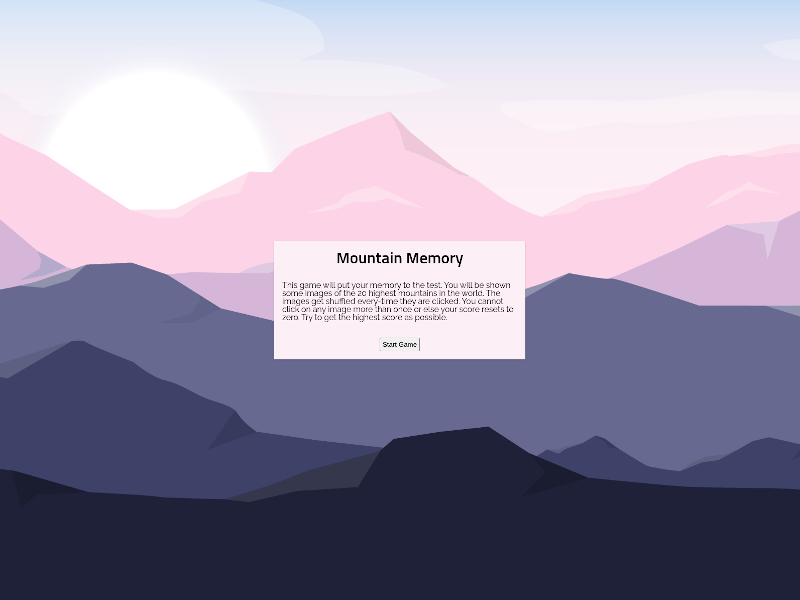 Mountain Memory
This game will put your memory to the test. You will be shown
some images of the 20 highest mountains in the world. The
images get shuffled every-time they are clicked. You cannot
click on any image more than once or else your score resets to
zero. Try to get the highest score as possible.
Start Game